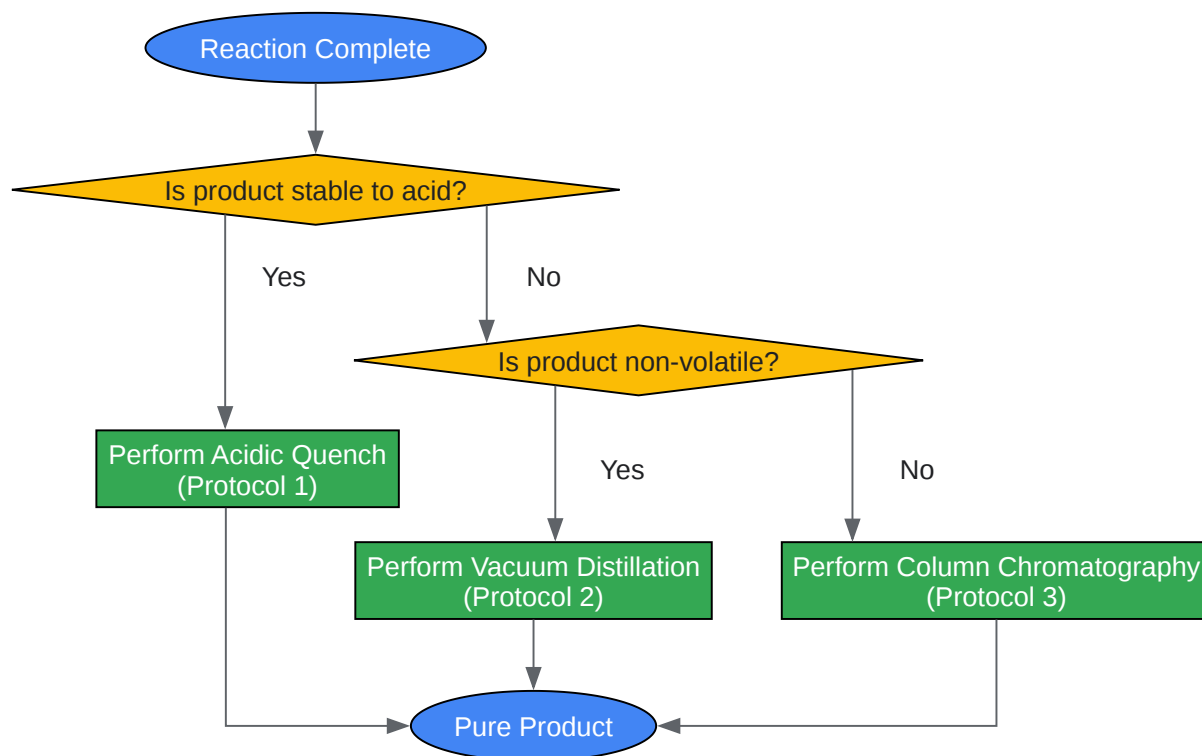 Reaction Complete
Is product stable to acid?
Yes
No
Is product non-volatile?
Perform Acidic Quench
(Protocol 1)
Yes
No
Perform Vacuum Distillation
(Protocol 2)
Perform Column Chromatography
(Protocol 3)
Pure Product